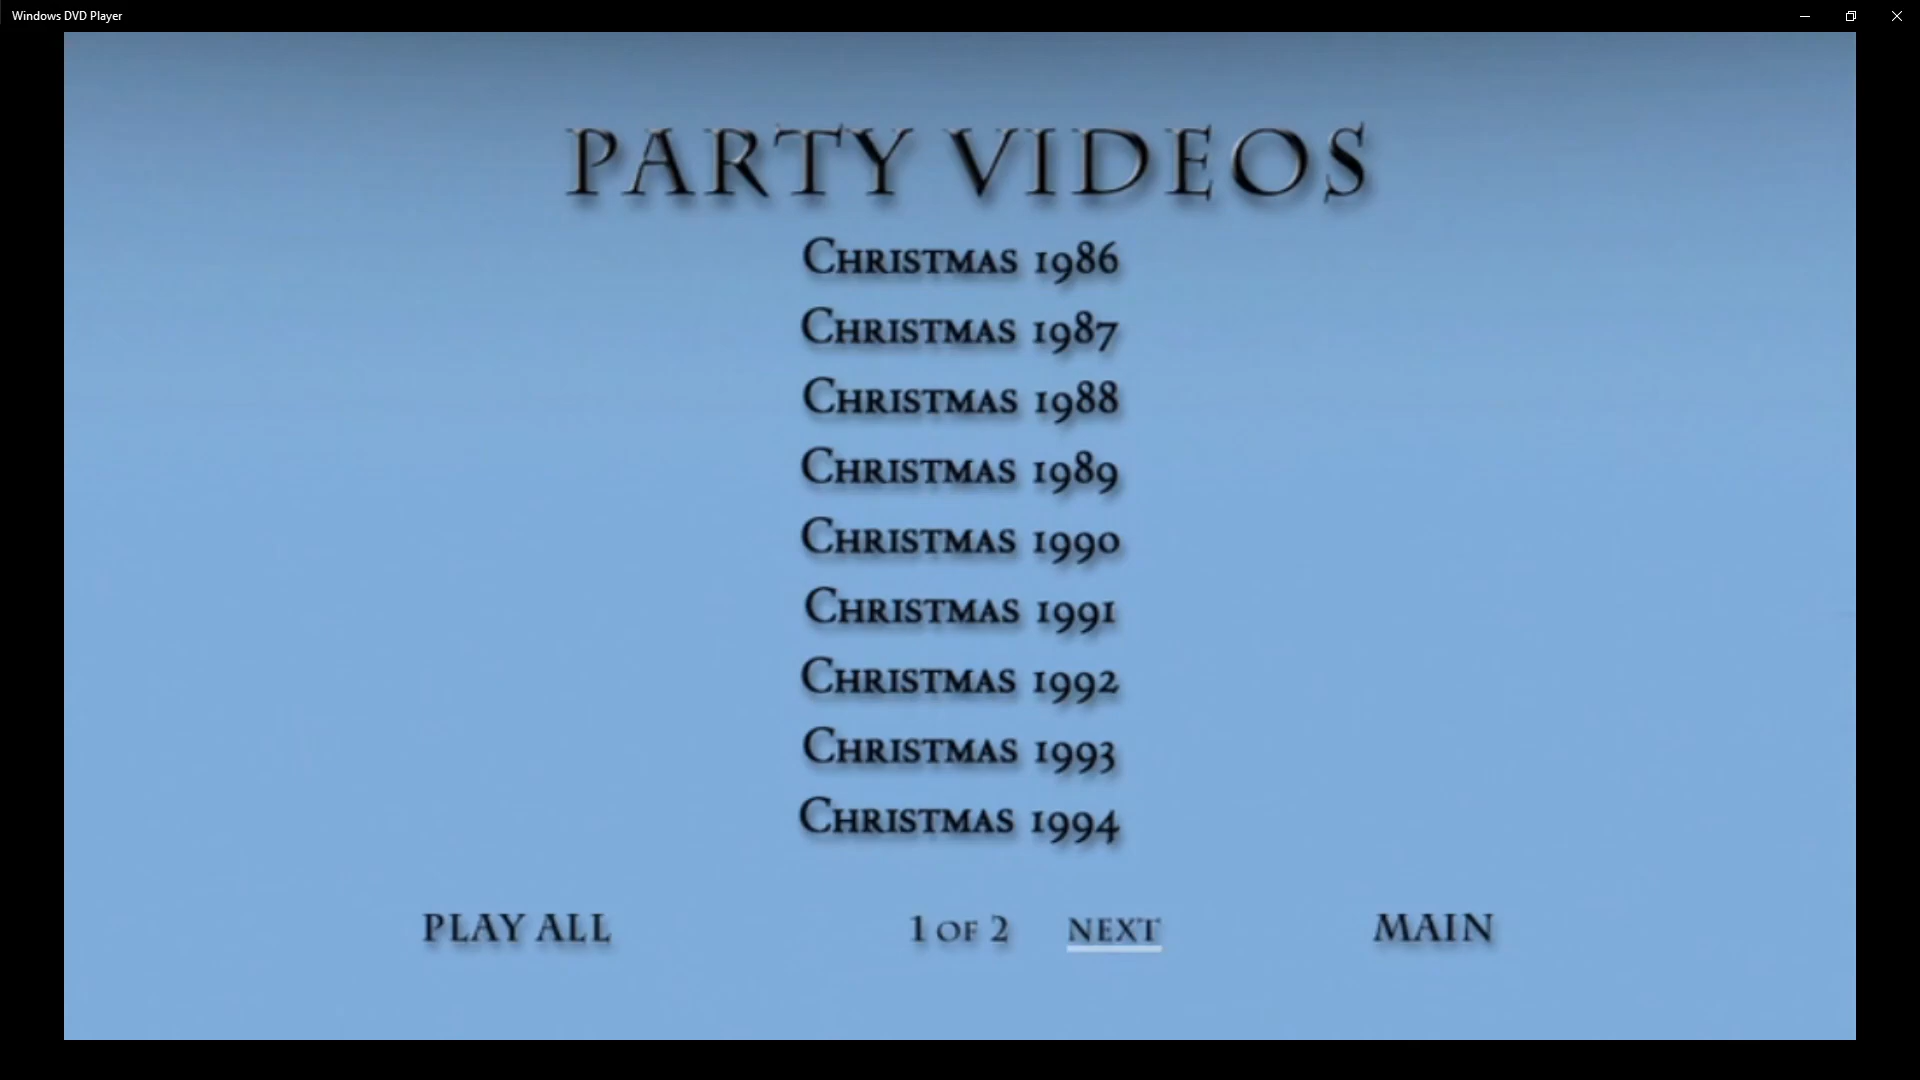 Windows DVD Player
PARTY VIDEOS
CHRISTMAS 1986
CHRISTMAS 1987
CHRISTMAS 1988
CHRISTMAS 1989
CHRISTMAS 1990
CHRISTMAS 1991
CHRISTMAS 1992
CHRISTMAS 1993
CHRISTMAS 1994
PLAY ALL 1 OF 2 NEXT MAIN